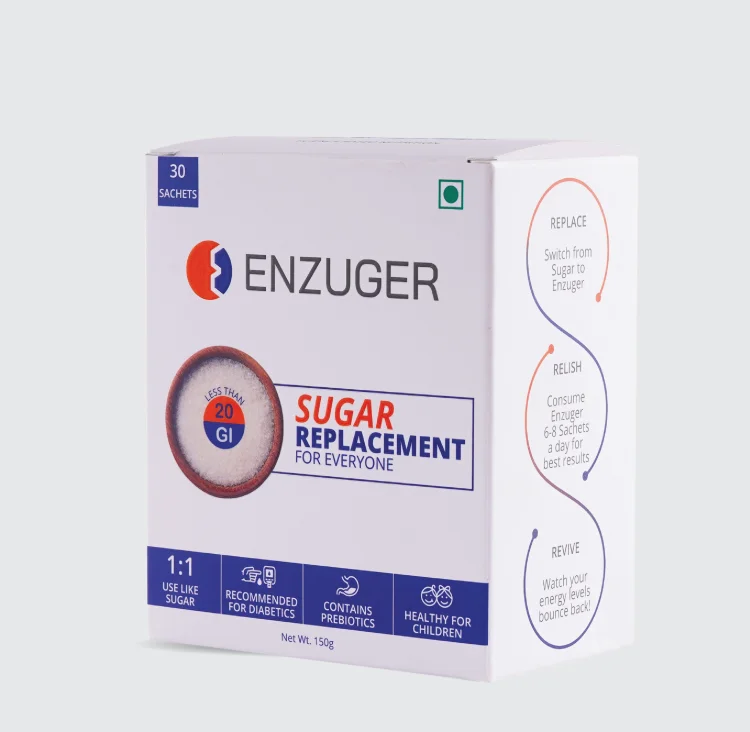 30
SACHETS
ENZUGER
LESS THAN
20
GI
SUGAR
REPLACEMENT
FOR EVERYONE
1:1
USE LIKE
SUGAR
RECOMMENDED
FOR DIABETICS
CONTAINS
PREBIOTICS
HEALTHY FOR
CHILDREN
Net Wt. 150g
REPLACE
Switch from
Sugar to
Enzuger
RELISH
Consume
Enzuger
6-8 Sachets
a day for
best results
REVIVE
Watch your
energy levels
bounce back!